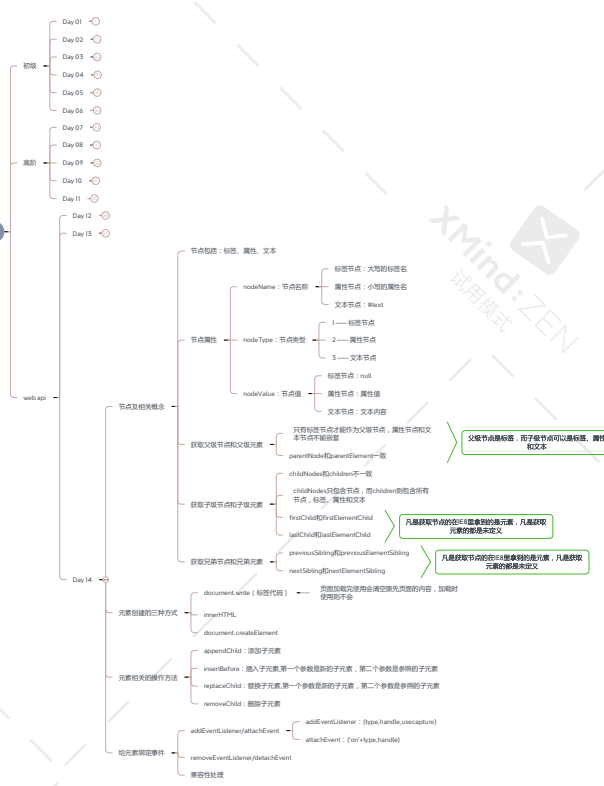 初级
Day 01
Day 02
Day 03
Day 04
Day 05
Day 06
高阶
Day 07
Day 08
Day 09
Day 10
Day 11
web api
Day 12
Day 13
Day 14
节点及相关概念
节点包括：标签、属性、文本
节点属性
nodeName：节点名称
标签节点：大写的标签名
属性节点：小写的属性名
文本节点：#text
nodeType：节点类型
1 —— 标签节点
2 —— 属性节点
3 —— 文本节点
nodeValue：节点值
标签节点：null
属性节点：属性值
文本节点：文本内容
获取父级节点和父级元素
只有标签节点才能作为父级节点，属性节点和文
本节点不能嵌套
parentNode和parentElement一致
父级节点是标签，而子级节点可以是标签、属性
和文本
获取子级节点和子级元素
childNodes和children不一致
childNodes只包含节点，而children则包含所有
节点，标签、属性和文本
firstChild和firstElementChild
lastChild和lastElementChild
凡是获取节点的在IE8里拿到的是元素，凡是获取
元素的都是未定义
获取兄弟节点和兄弟元素
previousSibling和previousElementSibling
nextSibling和nextElementSibling
凡是获取节点的在IE8里拿到的是元素，凡是获取
元素的都是未定义
元素创建的三种方式
document.write（标签代码）
页面加载完使用会清空原先页面的内容，加载时
使用则不会
innerHTML
document.createElement
元素相关的操作方法
appendChild：添加子元素
insertBefore：插入子元素,第一个参数是新的子元素，第二个参数是参照的子元素
replaceChild：替换子元素,第一个参数是新的子元素，第二个参数是参照的子元素
removeChild：删除子元素
给元素绑定事件
addEventListener/attachEvent
addEventListener：(type,handle,usecapture)
attachEvent：('on'+type,handle)
removeEventListener/detachEvent
兼容性处理
XMind:ZEN
试用模式